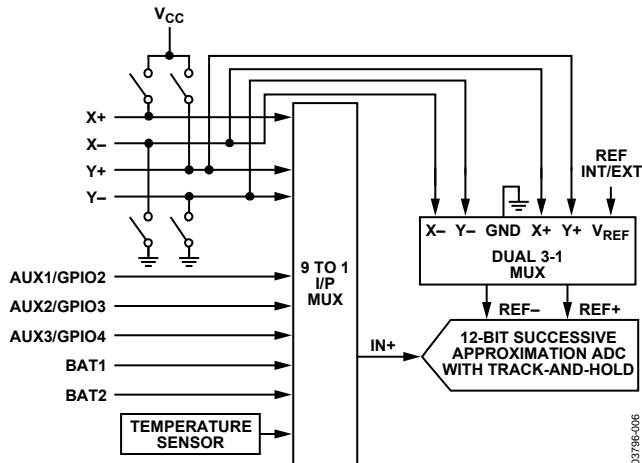 VCC
X+
X–
Y+
Y–
AUX1/GPIO2
AUX2/GPIO3
AUX3/GPIO4
BAT1
BAT2
TEMPERATURE
SENSOR
9 TO 1
I/P
MUX
REF
INT/EXT
X– Y– GND X+ Y+ VREF
DUAL 3-1
MUX
REF– REF+
IN+
12-BIT SUCCESSIVE
APPROXIMATION ADC
WITH TRACK-AND-HOLD
03796-006